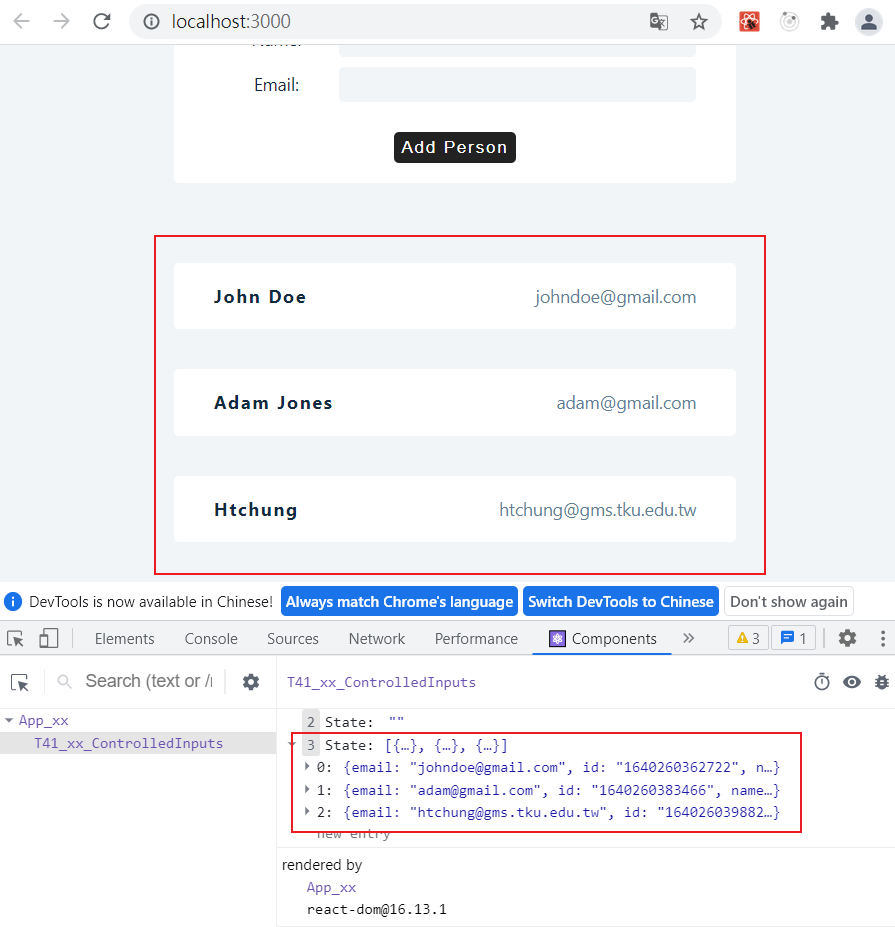 localhost:3000
Name:
Email:
Add Person
John Doe johndoe@gmail.com
Adam Jones adam@gmail.com
Htchung htchung@gms.tku.edu.tw
DevTools is now available in Chinese! Always match Chrome's language Switch DevTools to Chinese Don't show again
Elements Console Sources Network Performance Components » 3 1
Search (text or /r T41_xx_ControlledInputs
App_xx
T41_xx_ControlledInputs
2 State: ""
3 State: [{…}, {…}, {…}]
0: {email: "johndoe@gmail.com", id: "1640260362722", n…}
1: {email: "adam@gmail.com", id: "1640260383466", name…}
2: {email: "htchung@gms.tku.edu.tw", id: "164026039882…}
new entry
rendered by
App_xx
react-dom@16.13.1